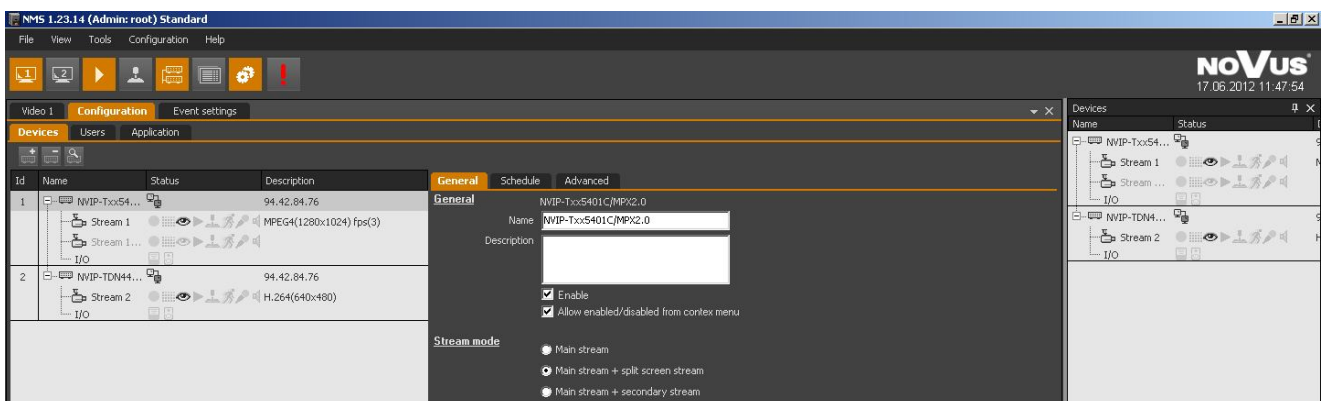 NMS 1.23.14 (Admin: root) Standard
File View Tools Configuration Help
1 2
NOVUS
17.06.2012 11:47:54
Video 1 Configuration Event settings
Devices Users Application
Id Name Status Description
1 NVIP-Txx54... 94.42.84.76
Stream 1 MPEG4(1280x1024) fps(3)
Stream 1...
I/O
2 NVIP-TDN44... 94.42.84.76
Stream 2 H.264(640x480)
I/O
General Schedule Advanced
General NVIP-Txx5401C/MPX2.0
Name NVIP-Txx5401C/MPX2.0
Description
Enable
Allow enabled/disabled from contex menu
Stream mode
Main stream
Main stream + split screen stream
Main stream + secondary stream
Devices
Name Status
NVIP-Txx54...
Stream 1
Stream ...
I/O
NVIP-TDN4...
Stream 2
I/O